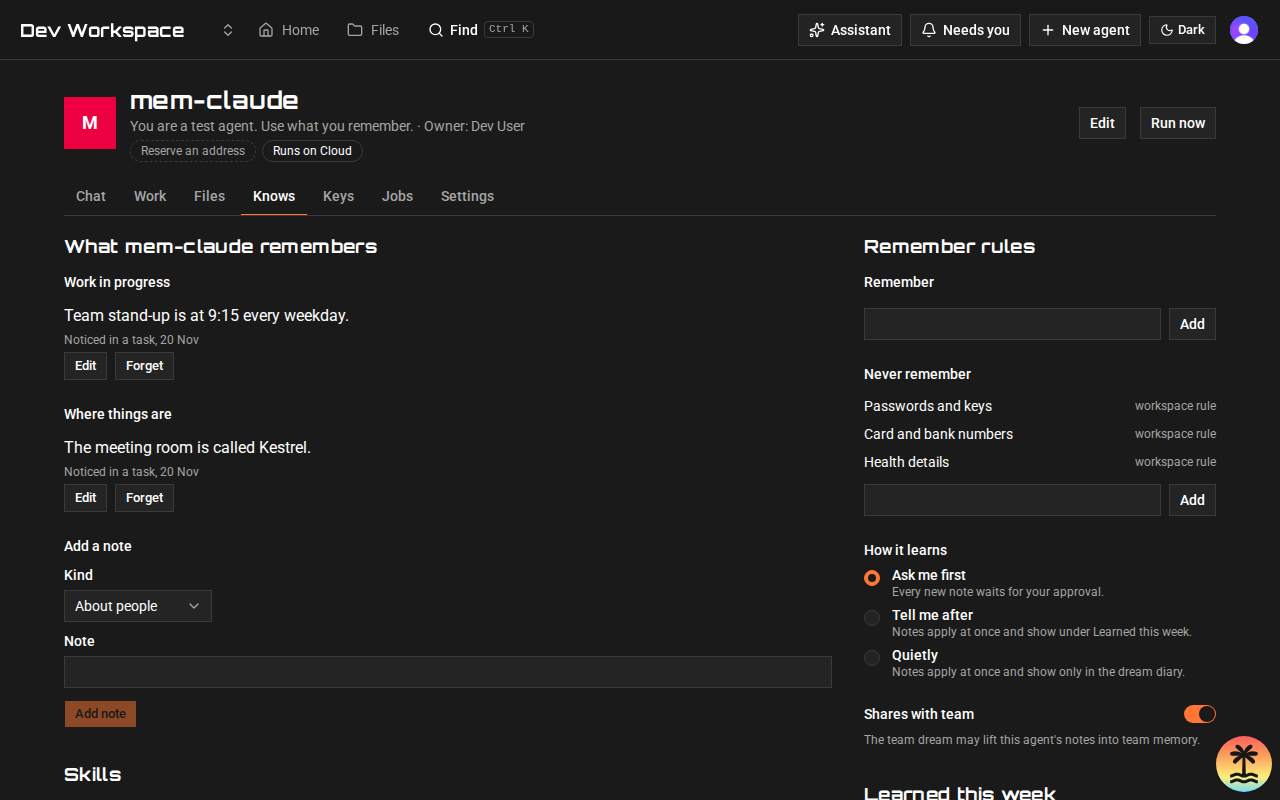 Dev Workspace
Home
Files
Find Ctrl K
Assistant
Needs you
New agent
Dark
M
mem-claude
You are a test agent. Use what you remember. · Owner: Dev User
Reserve an address
Runs on Cloud
Edit
Run now
Chat
Work
Files
Knows
Keys
Jobs
Settings
What mem-claude remembers
Work in progress
Team stand-up is at 9:15 every weekday.
Noticed in a task, 20 Nov
Edit
Forget
Where things are
The meeting room is called Kestrel.
Noticed in a task, 20 Nov
Edit
Forget
Add a note
Kind
About people
Note
Add note
Skills
Remember rules
Remember
Add
Never remember
Passwords and keys workspace rule
Card and bank numbers workspace rule
Health details workspace rule
Add
How it learns
Ask me first
Every new note waits for your approval.
Tell me after
Notes apply at once and show under Learned this week.
Quietly
Notes apply at once and show only in the dream diary.
Shares with team
The team dream may lift this agent's notes into team memory.
Learned this week